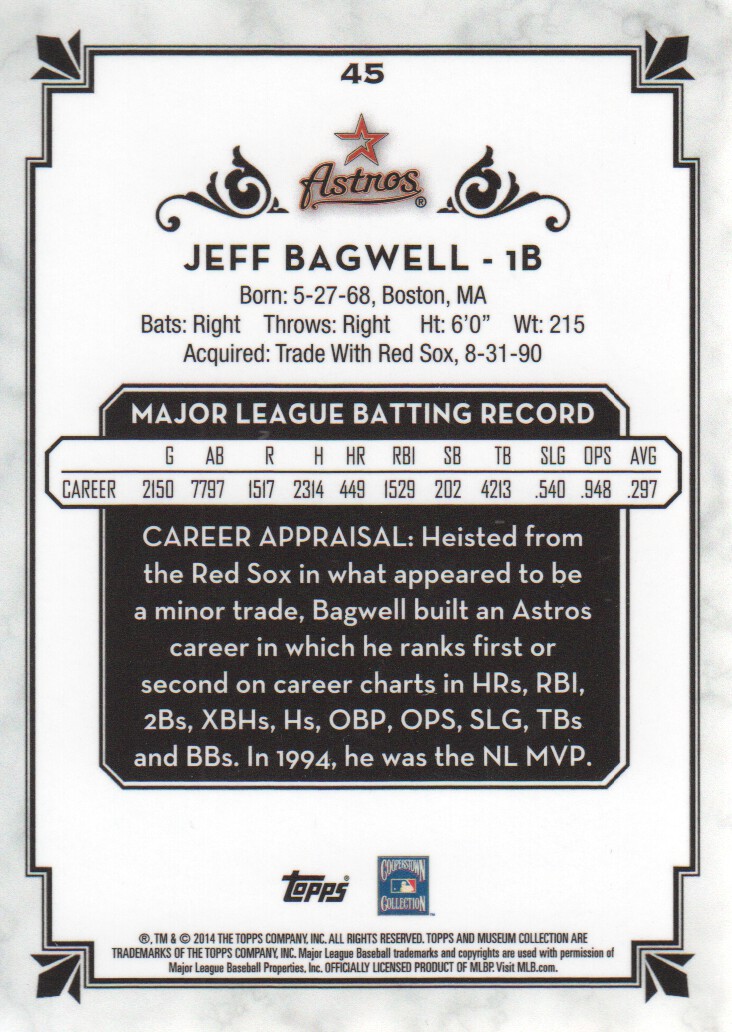 45
Astros®
JEFF BAGWELL - 1B
Born: 5-27-68, Boston, MA
Bats: Right Throws: Right Ht: 6'0" Wt: 215
Acquired: Trade With Red Sox, 8-31-90
MAJOR LEAGUE BATTING RECORD
G AB R H HR RBI SB TB SLG OPS AVG
CAREER 2150 7797 1517 2314 449 1529 202 4213 .540 .948 .297
CAREER APPRAISAL: Heisted from
the Red Sox in what appeared to be
a minor trade, Bagwell built an Astros
career in which he ranks first or
second on career charts in HRs, RBI,
2Bs, XBHs, Hs, OBP, OPS, SLG, TBs
and BBs. In 1994, he was the NL MVP.
Topps®
COOPERSTOWN
COLLECTION™
®, TM & © 2014 THE TOPPS COMPANY, INC. ALL RIGHTS RESERVED. TOPPS AND MUSEUM COLLECTION ARE
TRADEMARKS OF THE TOPPS COMPANY, INC. Major League Baseball trademarks and copyrights are used with permission of
Major League Baseball Properties, Inc. OFFICIALLY LICENSED PRODUCT OF MLBP. Visit MLB.com.